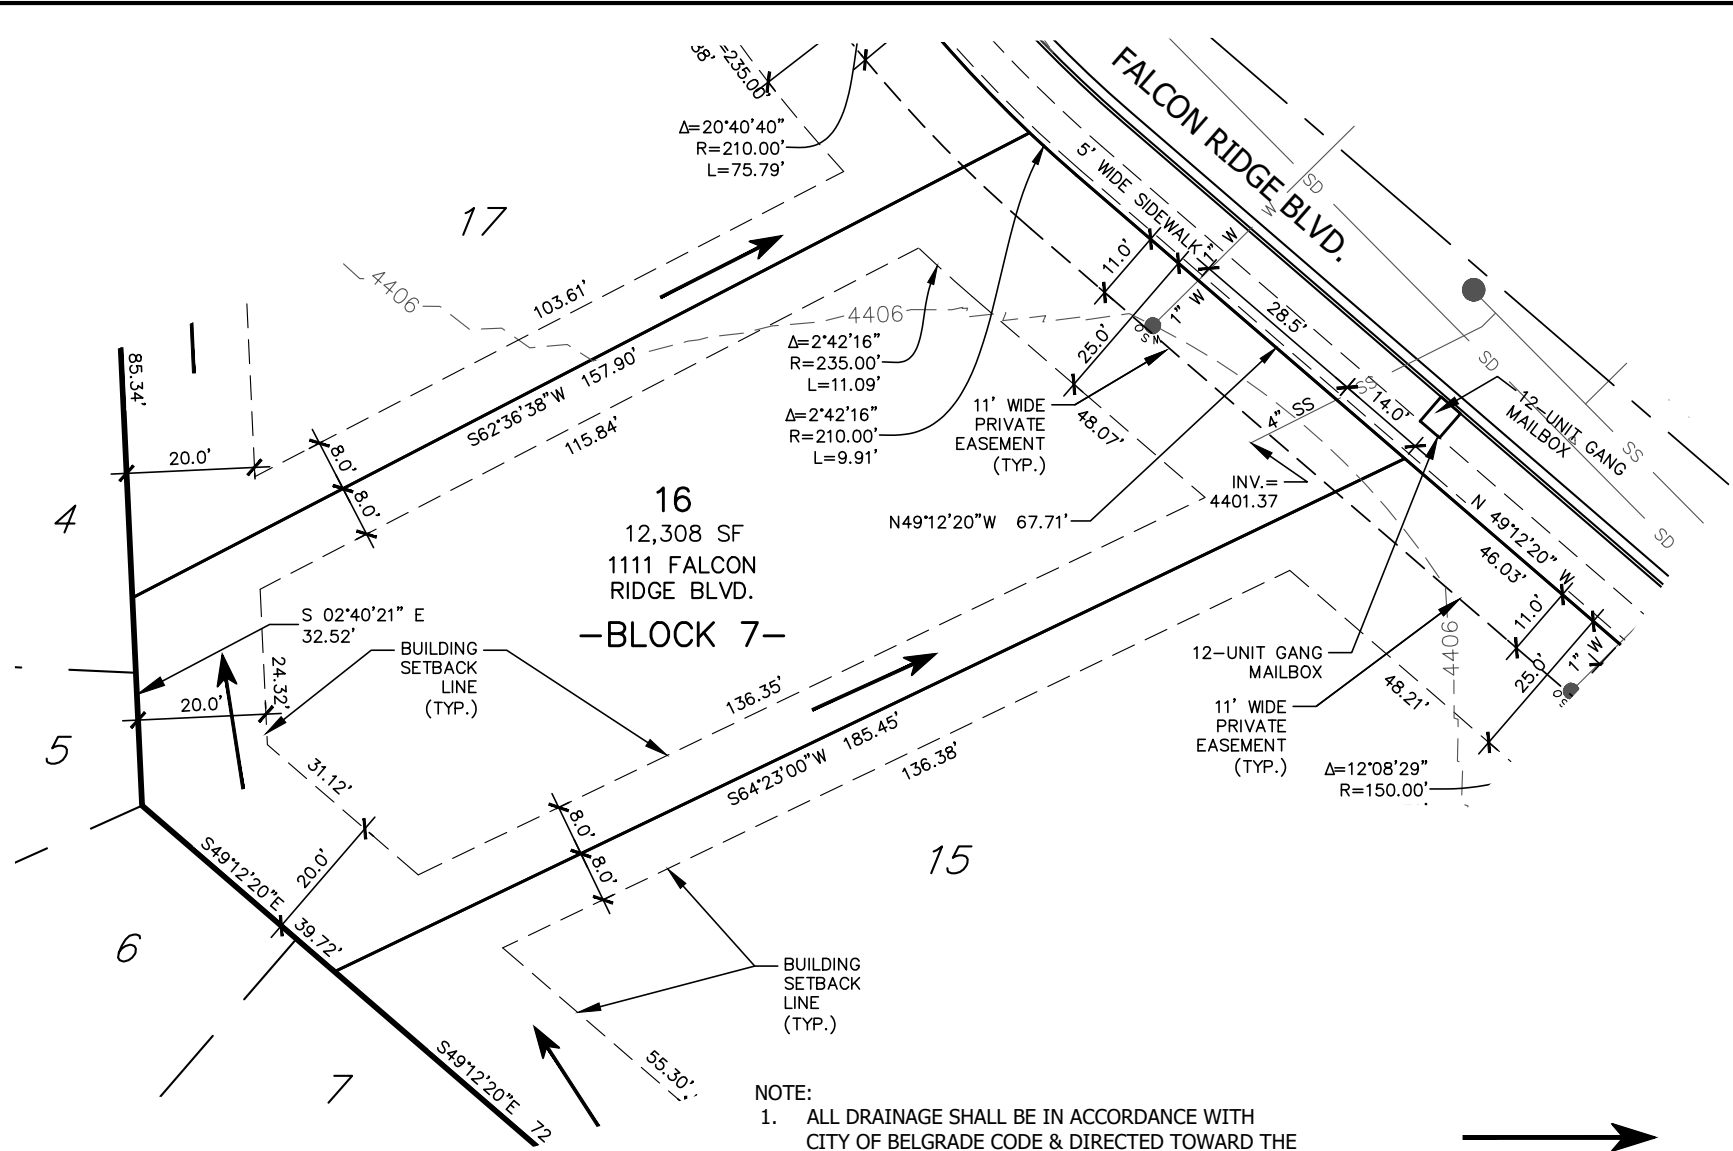 38'
=235.00'
Δ=20°40'40"
R=210.00'
L=75.79'
FALCON RIDGE BLVD.
5' WIDE SIDEWALK
1" W
SD
W
17
4406
103.61'
S62°36'38"W 157.90'
115.84'
4406
Δ=2°42'16"
R=235.00'
L=11.09'
Δ=2°42'16"
R=210.00'
L=9.91'
11.0'
25.0'
1" W
28.5'
14.0'
SS
SD
11' WIDE
PRIVATE
EASEMENT
(TYP.)
48.07'
4" SS
12-UNIT GANG
MAILBOX
SS
SD
INV.=
4401.37
N49°12'20"W 67.71'
N 49°12'20" W
46.03'
85.34'
20.0'
8.0'
8.0'
4
16
12,308 SF
1111 FALCON
RIDGE BLVD.
-BLOCK 7-
S 02°40'21" E
32.52'
BUILDING
SETBACK
LINE
(TYP.)
24.32'
20.0'
5
31.12'
136.35'
S64°23'00"W 185.45'
136.38'
8.0'
8.0'
12-UNIT GANG
MAILBOX
11' WIDE
PRIVATE
EASEMENT
(TYP.)
4406
48.21'
11.0'
25.0'
1" W
Δ=12°08'29"
R=150.00'
S49°12'20"E
39.72'
20.0'
15
6
BUILDING
SETBACK
LINE
(TYP.)
7
S49°12'20"E 72
55.30'
NOTE:
1. ALL DRAINAGE SHALL BE IN ACCORDANCE WITH
CITY OF BELGRADE CODE & DIRECTED TOWARD THE